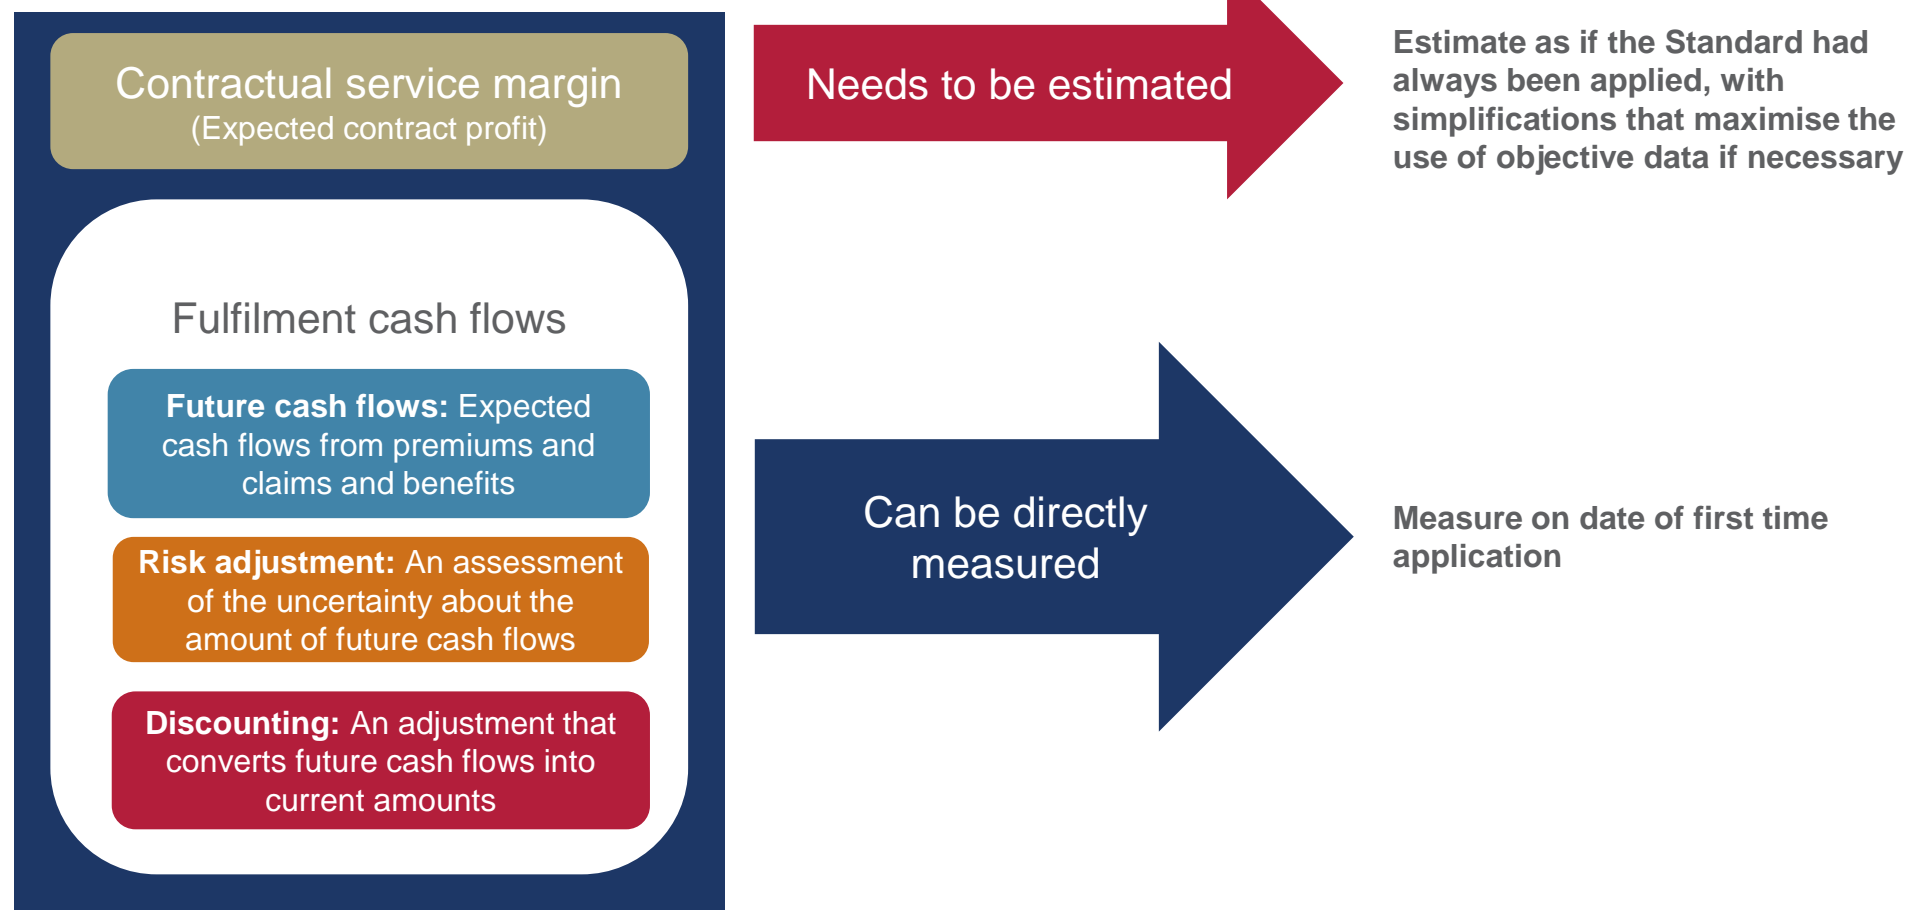 Contractual service margin
(Expected contract profit)
Needs to be estimated
Estimate as if the Standard had
always been applied, with
simplifications that maximise the
use of objective data if necessary
Fulfilment cash flows
Future cash flows: Expected
cash flows from premiums and
claims and benefits
Risk adjustment: An assessment
of the uncertainty about the
amount of future cash flows
Discounting: An adjustment that
converts future cash flows into
current amounts
Can be directly
measured
Measure on date of first time
application